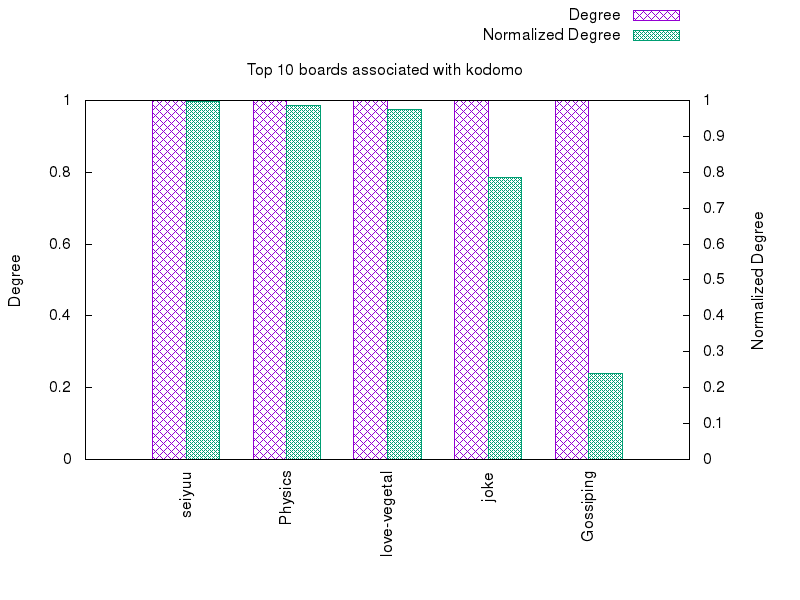 Degree
Normalized Degree
Top 10 boards associated with kodomo
1
0.8
0.6
0.4
0.2
0
Degree
1
0.9
0.8
0.7
0.6
0.5
0.4
0.3
0.2
0.1
0
Normalized Degree
seiyuu
Physics
love-vegetal
joke
Gossiping